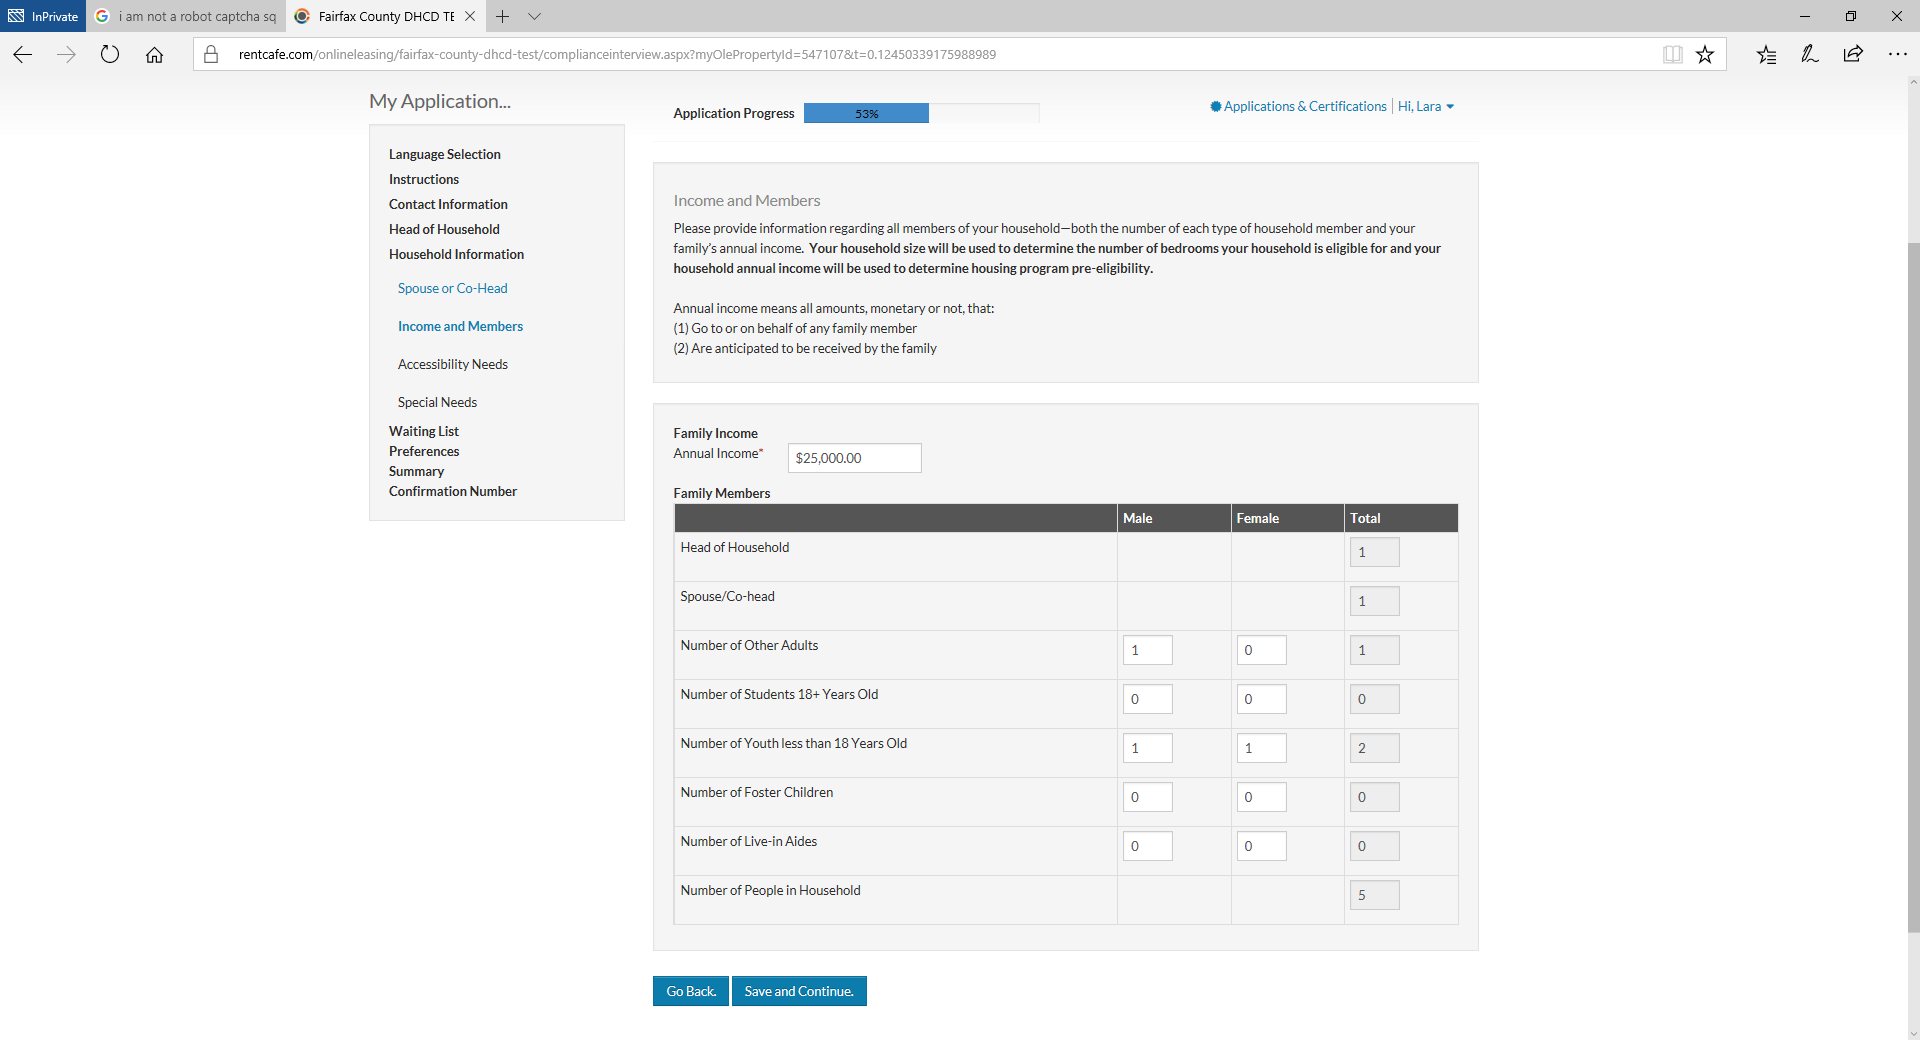 InPrivate
i am not a robot captcha sq
Fairfax County DHCD TE
rentcafe.com/onlineleasing/fairfax-county-dhcd-test/complianceinterview.aspx?myOlePropertyId=547107&t=0.12450339175988989
My Application...
Application Progress
53%
Applications & Certifications
Hi, Lara
Language Selection
Instructions
Contact Information
Head of Household
Household Information
Spouse or Co-Head
Income and Members
Accessibility Needs
Special Needs
Waiting List
Preferences
Summary
Confirmation Number
Income and Members
Please provide information regarding all members of your household—both the number of each type of household member and your
family's annual income. Your household size will be used to determine the number of bedrooms your household is eligible for and your
household annual income will be used to determine housing program pre-eligibility.
Annual income means all amounts, monetary or not, that:
(1) Go to or on behalf of any family member
(2) Are anticipated to be received by the family
Family Income
Annual Income* $25,000.00
Family Members
Male Female Total
Head of Household 1
Spouse/Co-head 1
Number of Other Adults 1 0 1
Number of Students 18+ Years Old 0 0 0
Number of Youth less than 18 Years Old 1 1 2
Number of Foster Children 0 0 0
Number of Live-in Aides 0 0 0
Number of People in Household 5
Go Back. Save and Continue.